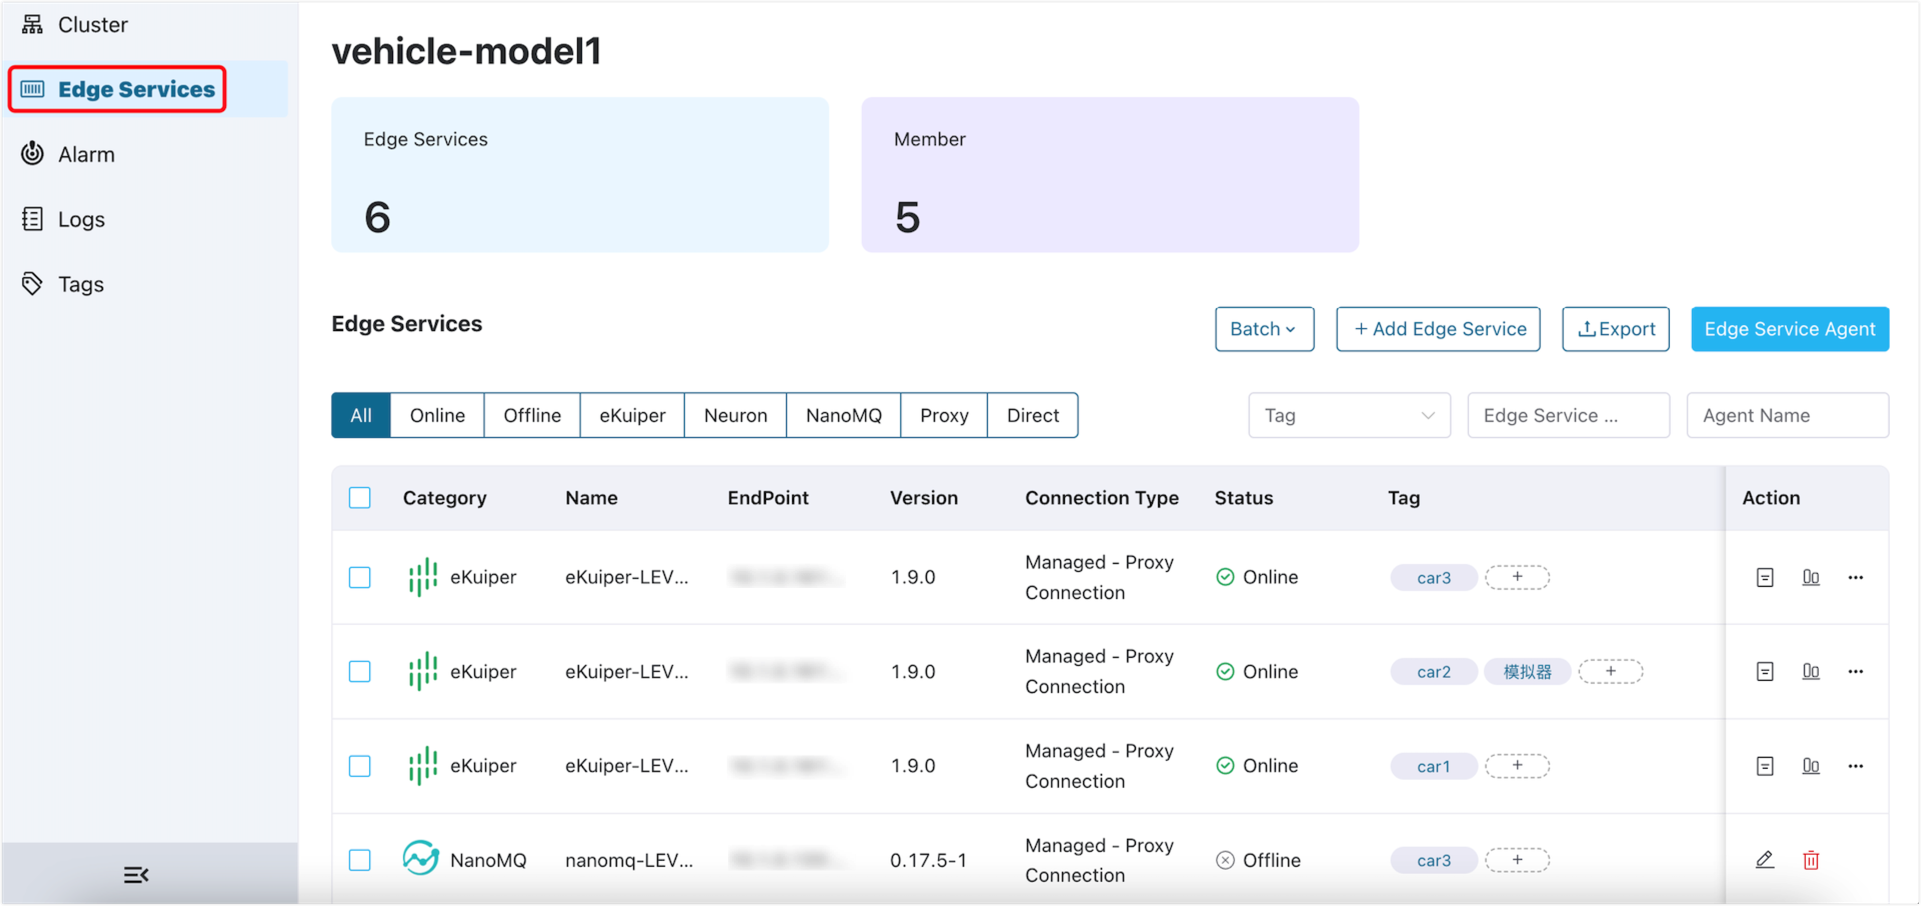 Cluster
Edge Services
Alarm
Logs
Tags
vehicle-model1
Edge Services
6
Member
5
Edge Services
Batch
+ Add Edge Service
Export
Edge Service Agent
All Online Offline eKuiper Neuron NanoMQ Proxy Direct
Tag
Edge Service ...
Agent Name
Category Name EndPoint Version Connection Type Status Tag Action
eKuiper eKuiper-LEV... 1.9.0 Managed - Proxy Connection Online car3 +
eKuiper eKuiper-LEV... 1.9.0 Managed - Proxy Connection Online car2 模拟器 +
eKuiper eKuiper-LEV... 1.9.0 Managed - Proxy Connection Online car1 +
NanoMQ nanomq-LEV... 0.17.5-1 Managed - Proxy Connection Offline car3 +